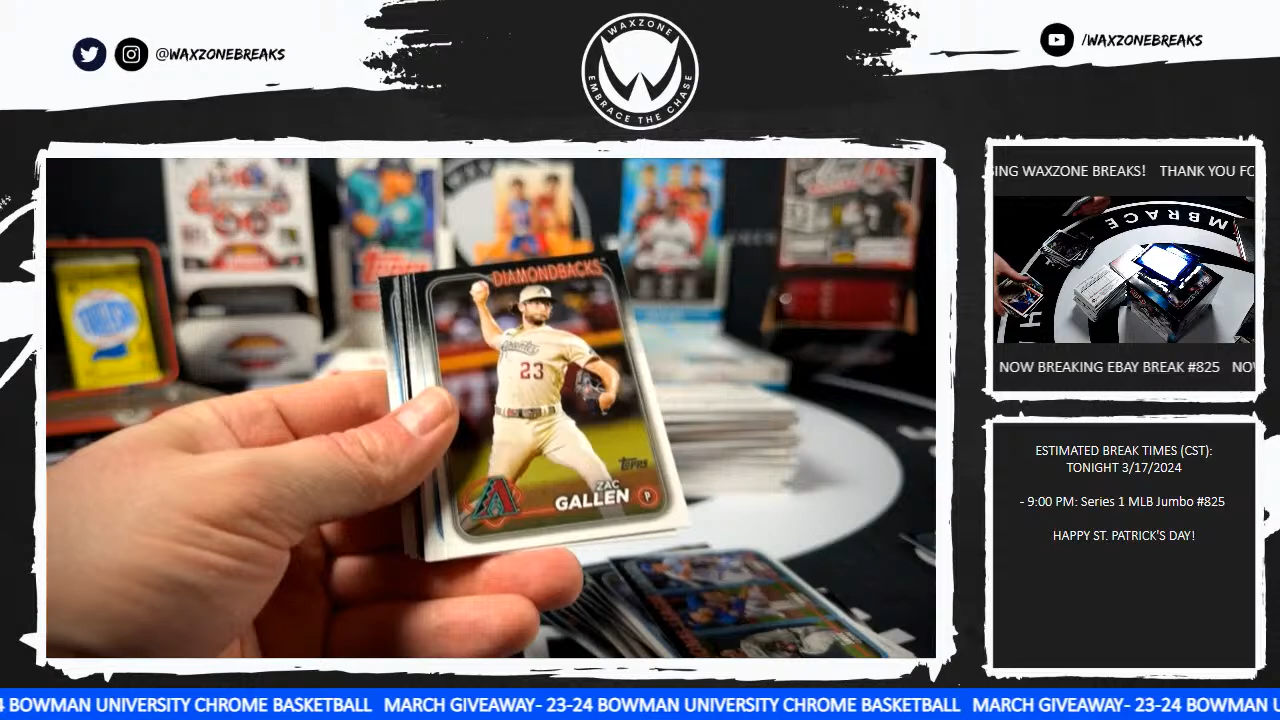 @WAXZONEBREAKS
WAXZONE
EMBRACE THE CHASE
/WAXZONEBREAKS
ING WAXZONE BREAKS! THANK YOU FO
MBRACE
H
NOW BREAKING EBAY BREAK #825 NO
DIAMONDBACKS
23
Topps
ZAC
GALLEN P
ESTIMATED BREAK TIMES (CST):
TONIGHT 3/17/2024
- 9:00 PM: Series 1 MLB Jumbo #825
HAPPY ST. PATRICK'S DAY!
4 BOWMAN UNIVERSITY CHROME BASKETBALL MARCH GIVEAWAY- 23-24 BOWMAN UNIVERSITY CHROME BASKETBALL MARCH GIVEAWAY- 23-24 BOWMAN U